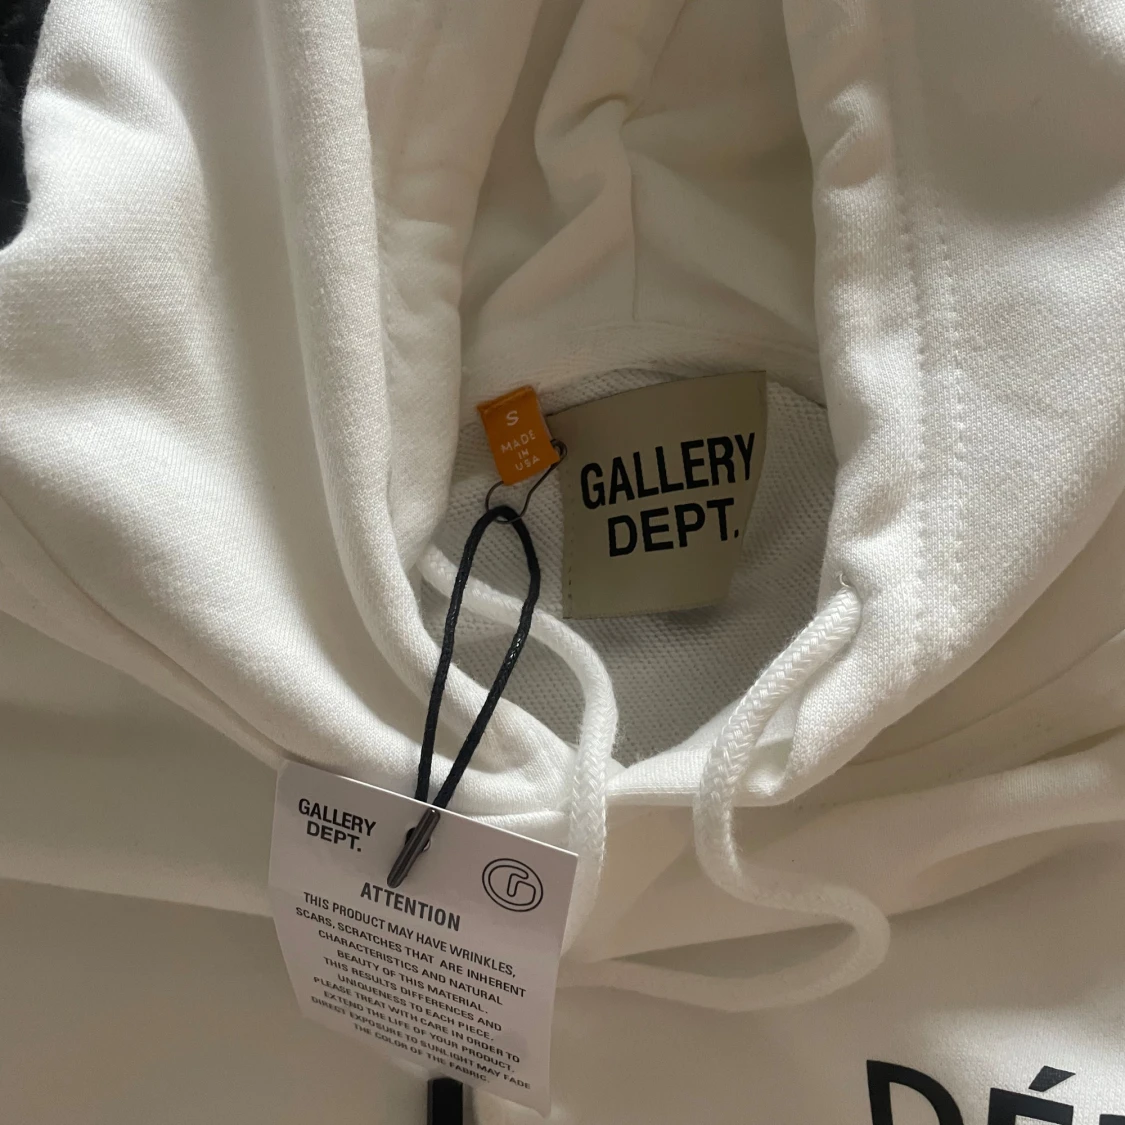 S
MADE
IN
USA
GALLERY
DEPT.
GALLERY
DEPT.
ATTENTION
THIS PRODUCT MAY HAVE WRINKLES,
SCARS, SCRATCHES THAT ARE INHERENT
CHARACTERISTICS AND NATURAL
BEAUTY OF THIS MATERIAL.
THIS RESULTS DIFFERENCES AND
UNIQUENESS TO EACH PIECE.
PLEASE TREAT WITH CARE IN ORDER TO
EXTEND THE LIFE OF YOUR PRODUCT.
DIRECT EXPOSURE TO SUNLIGHT MAY FADE
THE COLOR OF THE FABRIC.